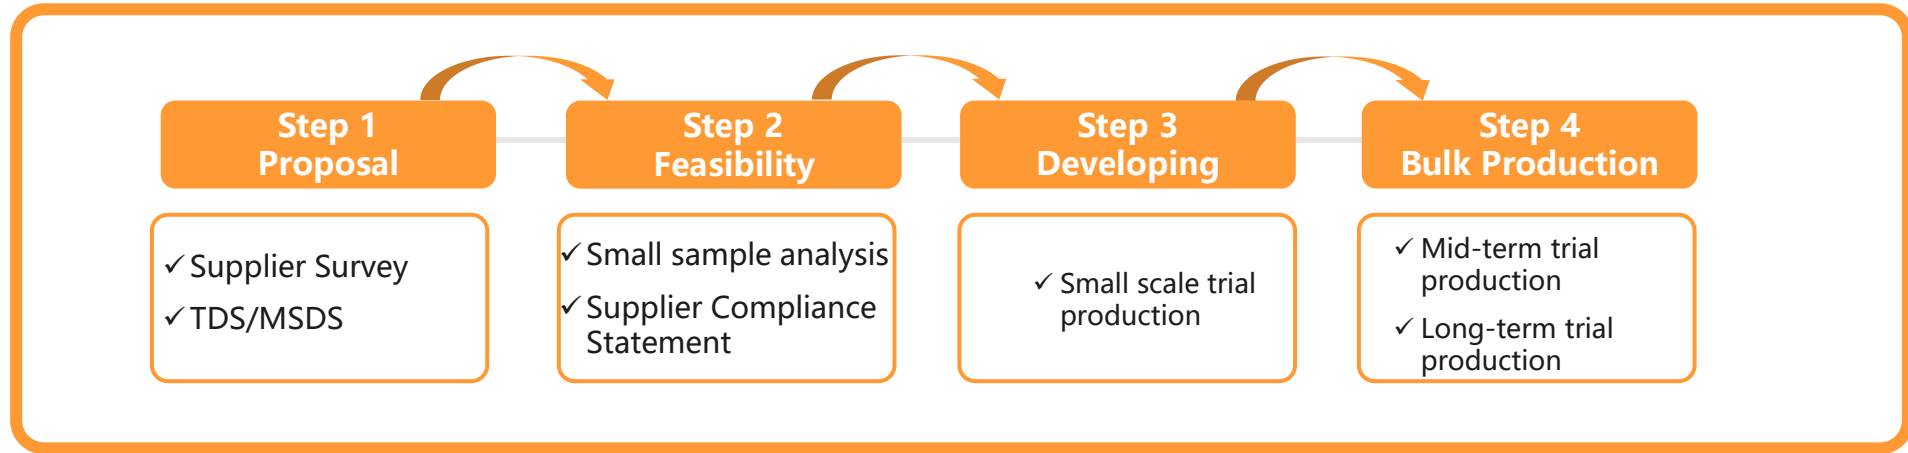 Step 1
Proposal
Step 2
Feasibility
Step 3
Developing
Step 4
Bulk Production
✓ Supplier Survey
✓ TDS/MSDS
✓ Small sample analysis
✓ Supplier Compliance
Statement
✓ Small scale trial
production
✓ Mid-term trial
production
✓ Long-term trial
production